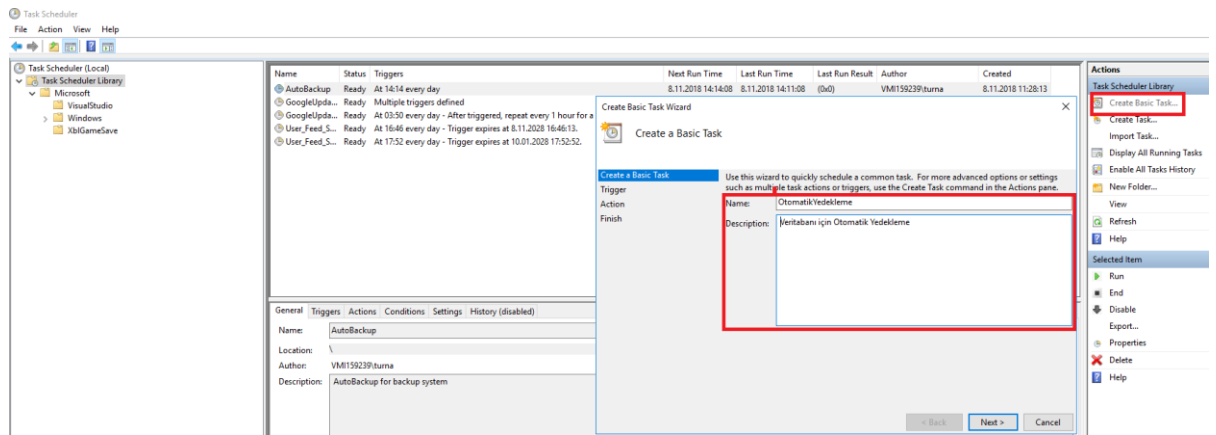 Task Scheduler
File Action View Help
Task Scheduler (Local)
Task Scheduler Library
Microsoft
VisualStudio
Windows
XblGameSave
Name Status Triggers Next Run Time Last Run Time Last Run Result Author Created
AutoBackup Ready At 14:14 every day 8.11.2018 14:14:08 8.11.2018 14:11:08 (0x0) VMI159239\turna 8.11.2018 11:28:13
GoogleUpda... Ready Multiple triggers defined
GoogleUpda... Ready At 03:50 every day - After triggered, repeat every 1 hour for a
User_Feed_S... Ready At 16:46 every day - Trigger expires at 8.11.2028 16:46:13.
User_Feed_S... Ready At 17:52 every day - Trigger expires at 10.01.2028 17:52:52.
General Triggers Actions Conditions Settings History (disabled)
Name: AutoBackup
Location: \
Author: VMI159239\turna
Description: AutoBackup for backup system
Create Basic Task Wizard
Create a Basic Task
Create a Basic Task
Trigger
Action
Finish
Use this wizard to quickly schedule a common task. For more advanced options or settings
such as multiple task actions or triggers, use the Create Task command in the Actions pane.
Name: OtomatikYedekleme
Description: Veritabanı için Otomatik Yedekleme
< Back Next > Cancel
Actions
Task Scheduler Library
Create Basic Task...
Create Task...
Import Task...
Display All Running Tasks
Enable All Tasks History
New Folder...
View
Refresh
Help
Selected Item
Run
End
Disable
Export...
Properties
Delete
Help